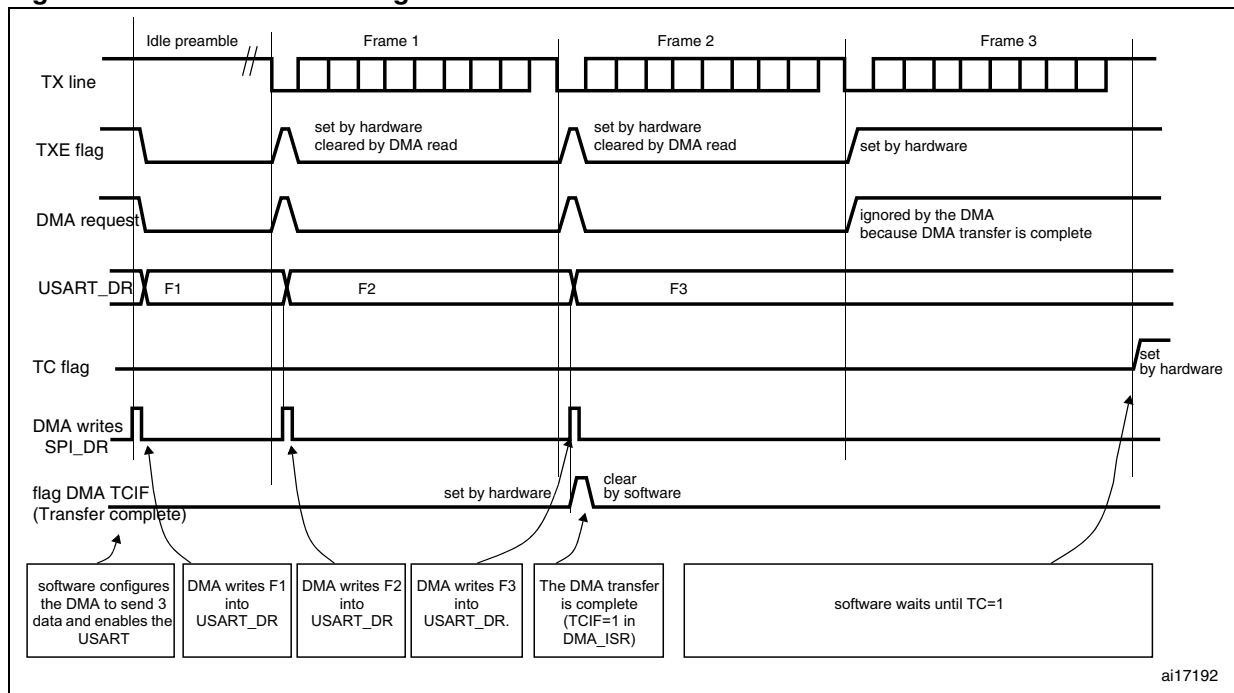 Idle preamble
Frame 1
Frame 2
Frame 3
TX line
TXE flag
set by hardware
cleared by DMA read
set by hardware
cleared by DMA read
set by hardware
DMA request
ignored by the DMA
because DMA transfer is complete
USART_DR
F1
F2
F3
TC flag
set
by hardware
DMA writes
SPI_DR
flag DMA TCIF
(Transfer complete)
set by hardware
clear
by software
software configures
the DMA to send 3
data and enables the
USART
DMA writes F1
into
USART_DR
DMA writes F2
into
USART_DR
DMA writes F3
into
USART_DR.
The DMA transfer
is complete
(TCIF=1 in
DMA_ISR)
software waits until TC=1
ai17192